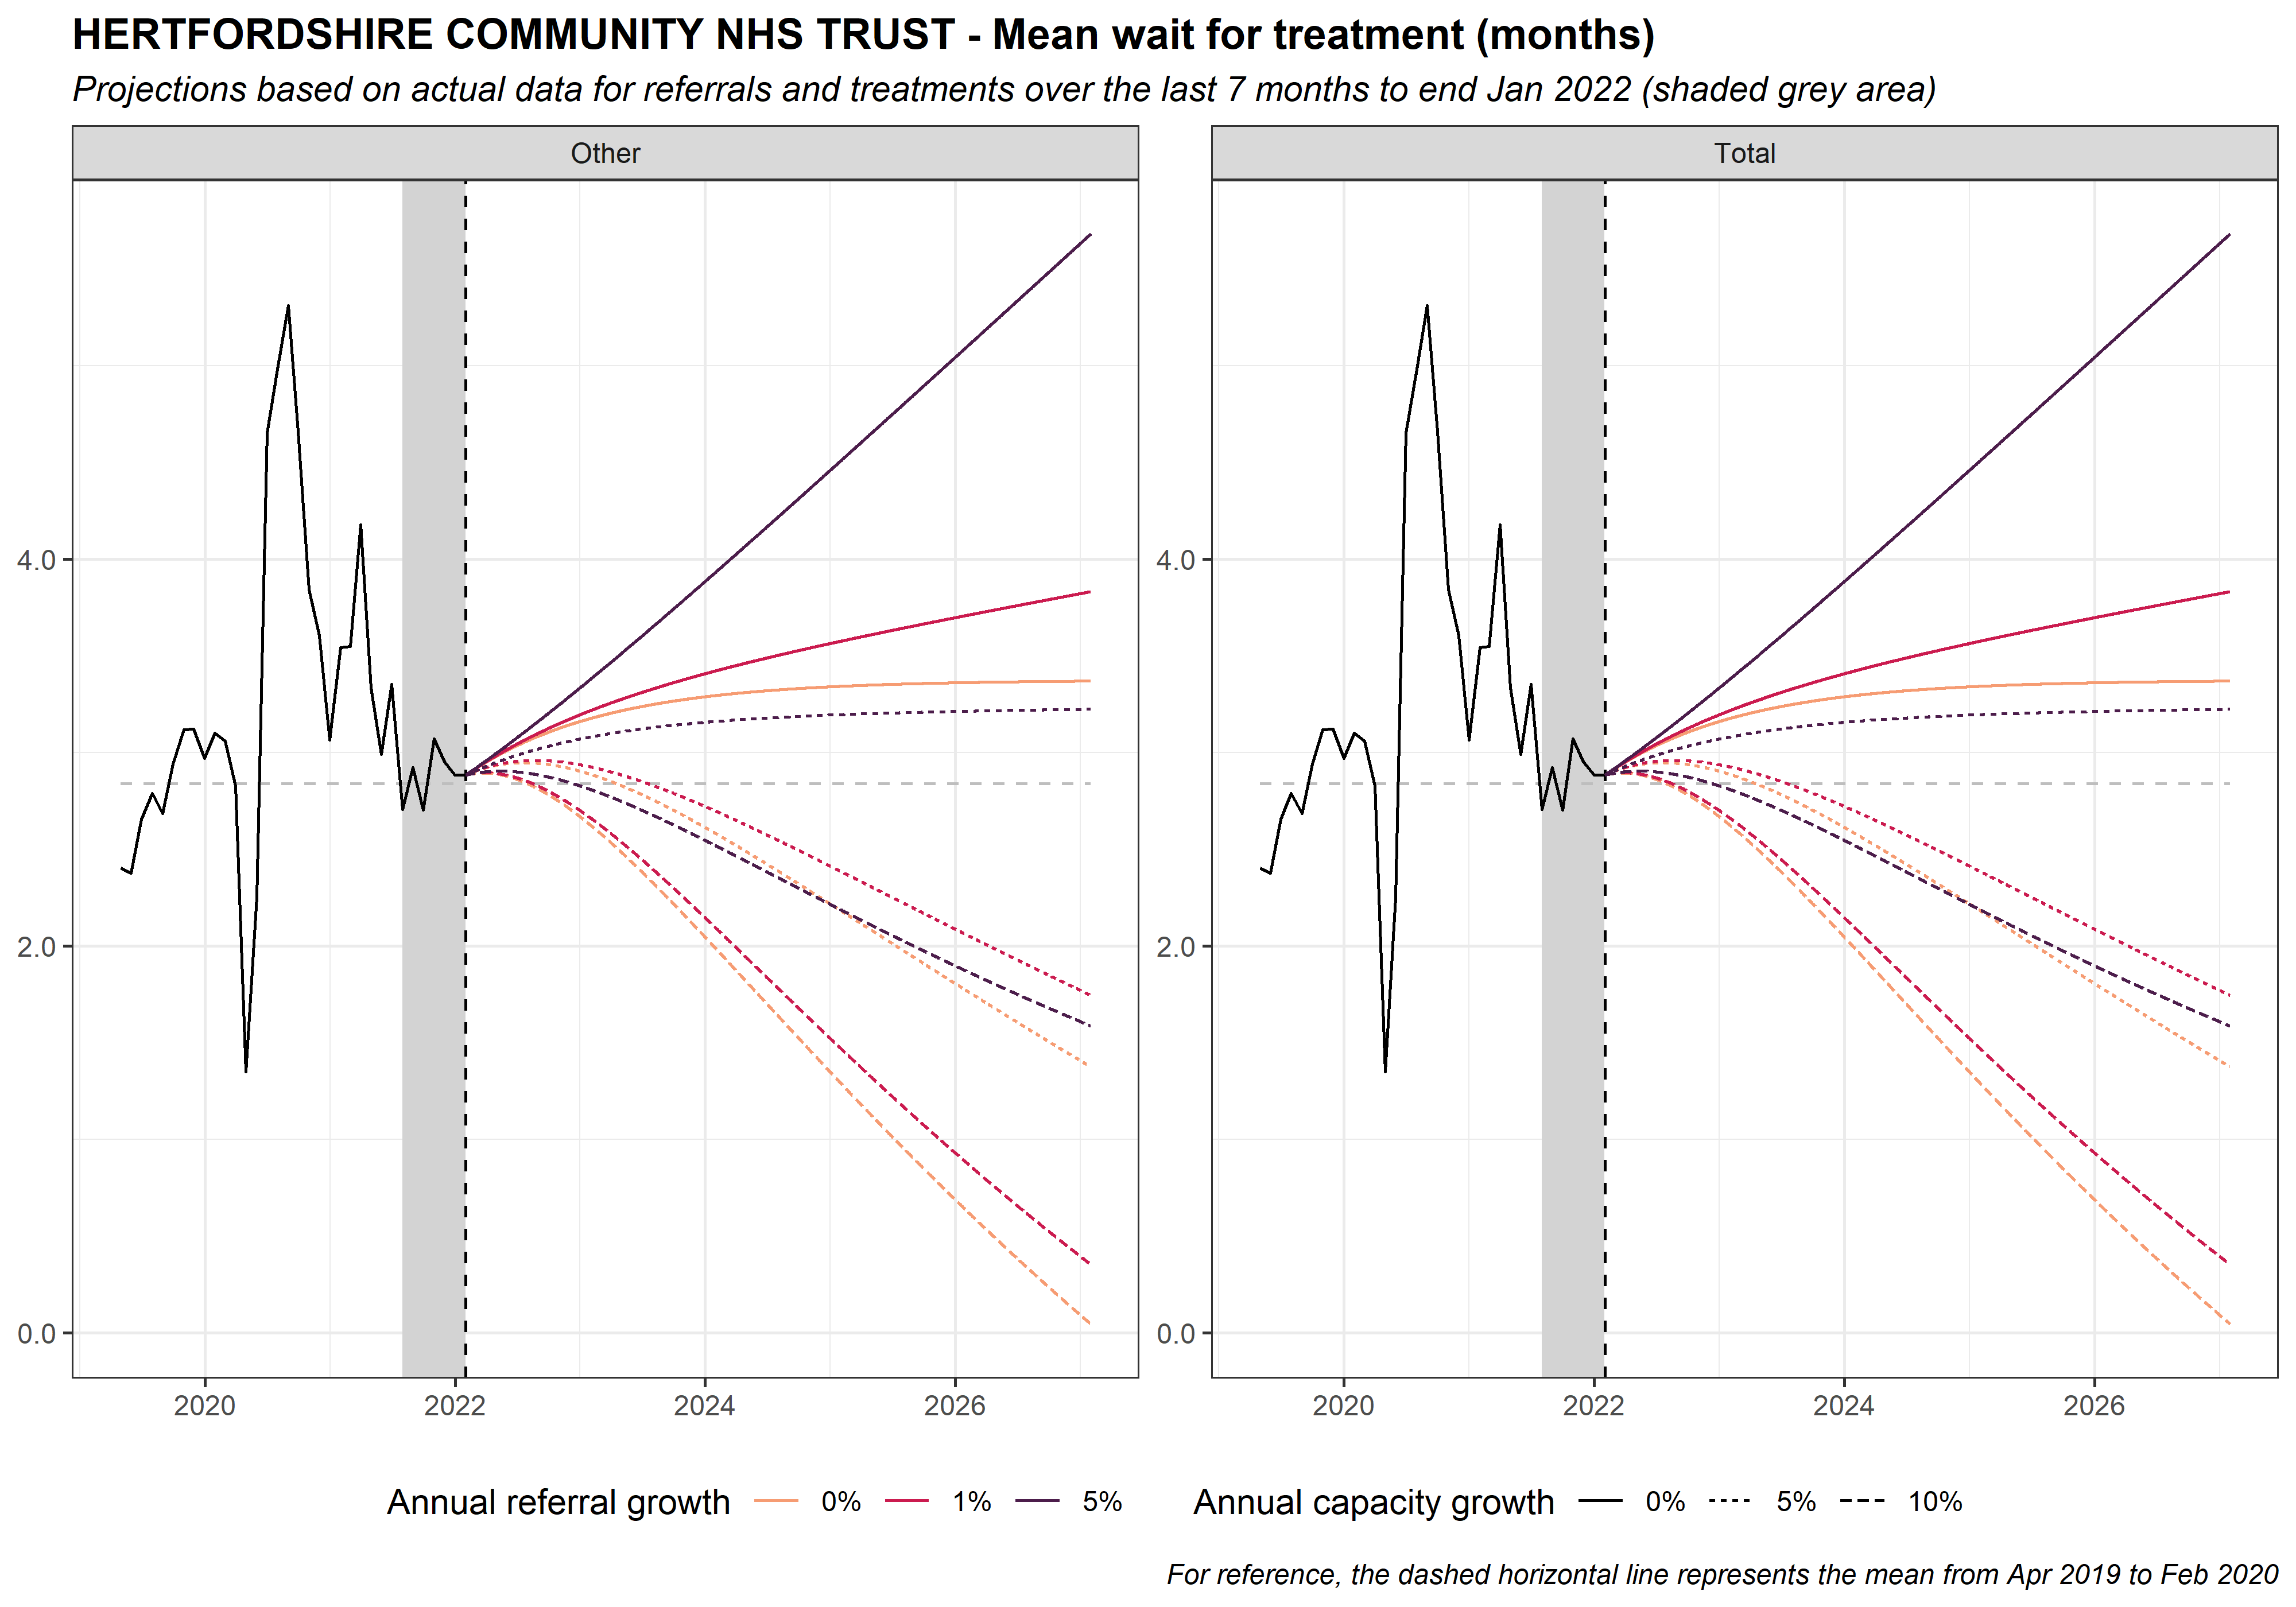 HERTFORDSHIRE COMMUNITY NHS TRUST - Mean wait for treatment (months)
Projections based on actual data for referrals and treatments over the last 7 months to end Jan 2022 (shaded grey area)
Other
Total
4.0
2.0
0.0
4.0
2.0
0.0
2020 2022 2024 2026
2020 2022 2024 2026
Annual referral growth 0% 1% 5%
Annual capacity growth 0% 5% 10%
For reference, the dashed horizontal line represents the mean from Apr 2019 to Feb 2020